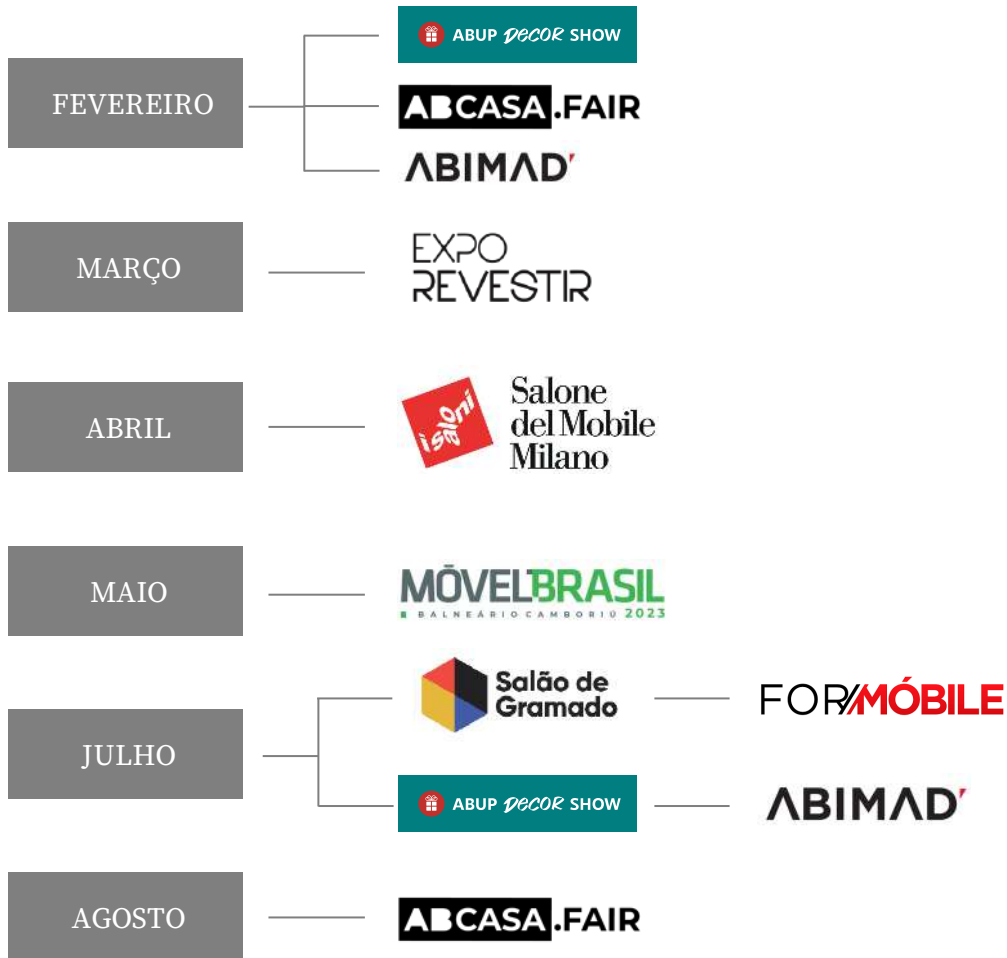 FEVEREIRO
ABUP DECOR SHOW
ABCASA.FAIR
ABIMAD'
MARÇO
EXPO
REVESTIR
ABRIL
i saloni
Salone
del Mobile
Milano
MAIO
MÓVELBRASIL
BALNEÁRIO CAMBORIÚ 2023
JULHO
Salão de
Gramado
FORMÓBILE
ABUP DECOR SHOW
ABIMAD'
AGOSTO
ABCASA.FAIR